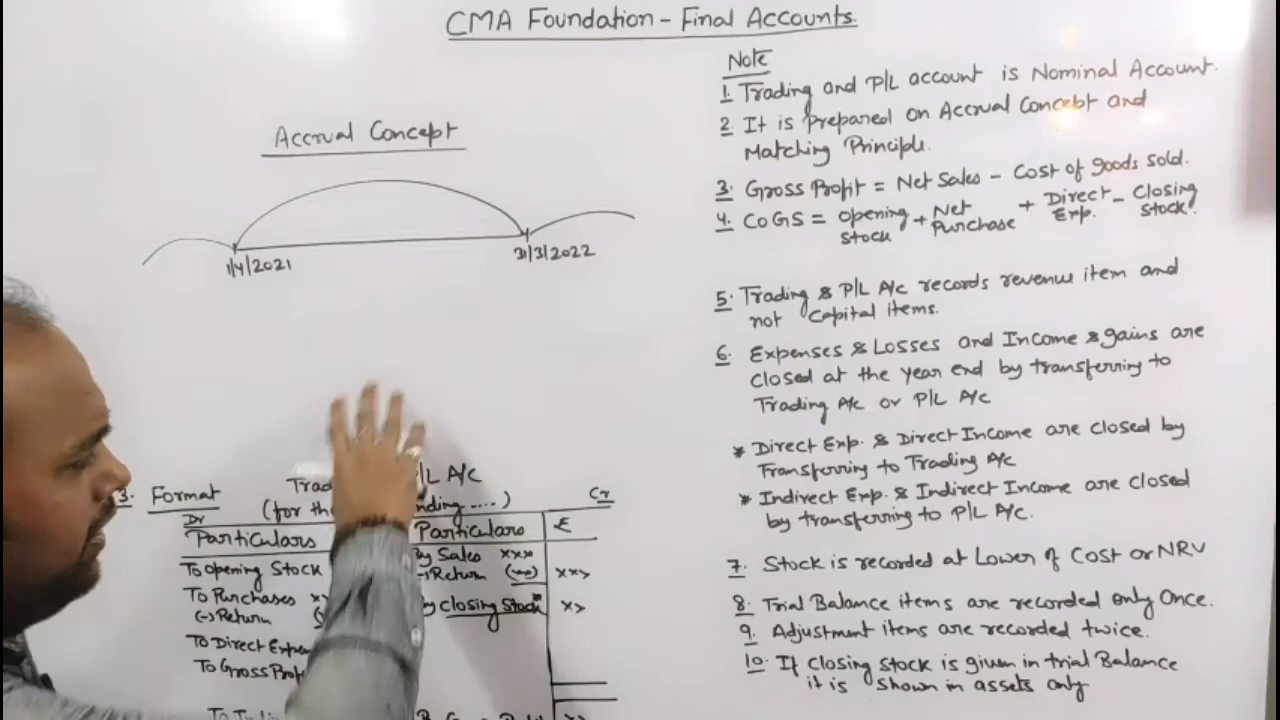 CMA Foundation - Final Accounts.
Accrual Concept
1/4/2021
31/3/2022
3. Format
P/L A/c
Dr
Cr
Particulars
Particulars
₹
To Opening Stock
By Sales xxx
(-) Return
xxx
To Purchases
(-) Return
closing Stock*
xx
To Direct
To Gross
Note
1. Trading and P/L account is Nominal Account.
2. It is prepared on Accrual Concept and
Matching Principle.
3. Gross Profit = Net Sales - Cost of goods sold.
4. CoGS = Opening Stock + Net Purchase + Direct Exp. - Closing Stock.
5. Trading & P/L A/c records revenue item and
not Capital items.
6. Expenses & Losses and Income & gains are
closed at the year end by transferring to
Trading A/c or P/L A/c
* Direct Exp. & Direct Income are closed by
Transferring to Trading A/c
* Indirect Exp. & Indirect Income are closed
by transferring to P/L A/c.
7. Stock is recorded at Lower of Cost or NRV
8. Trial Balance items are recorded only Once.
9. Adjustment items are recorded twice.
10. If closing stock is given in trial Balance
it is shown in assets only